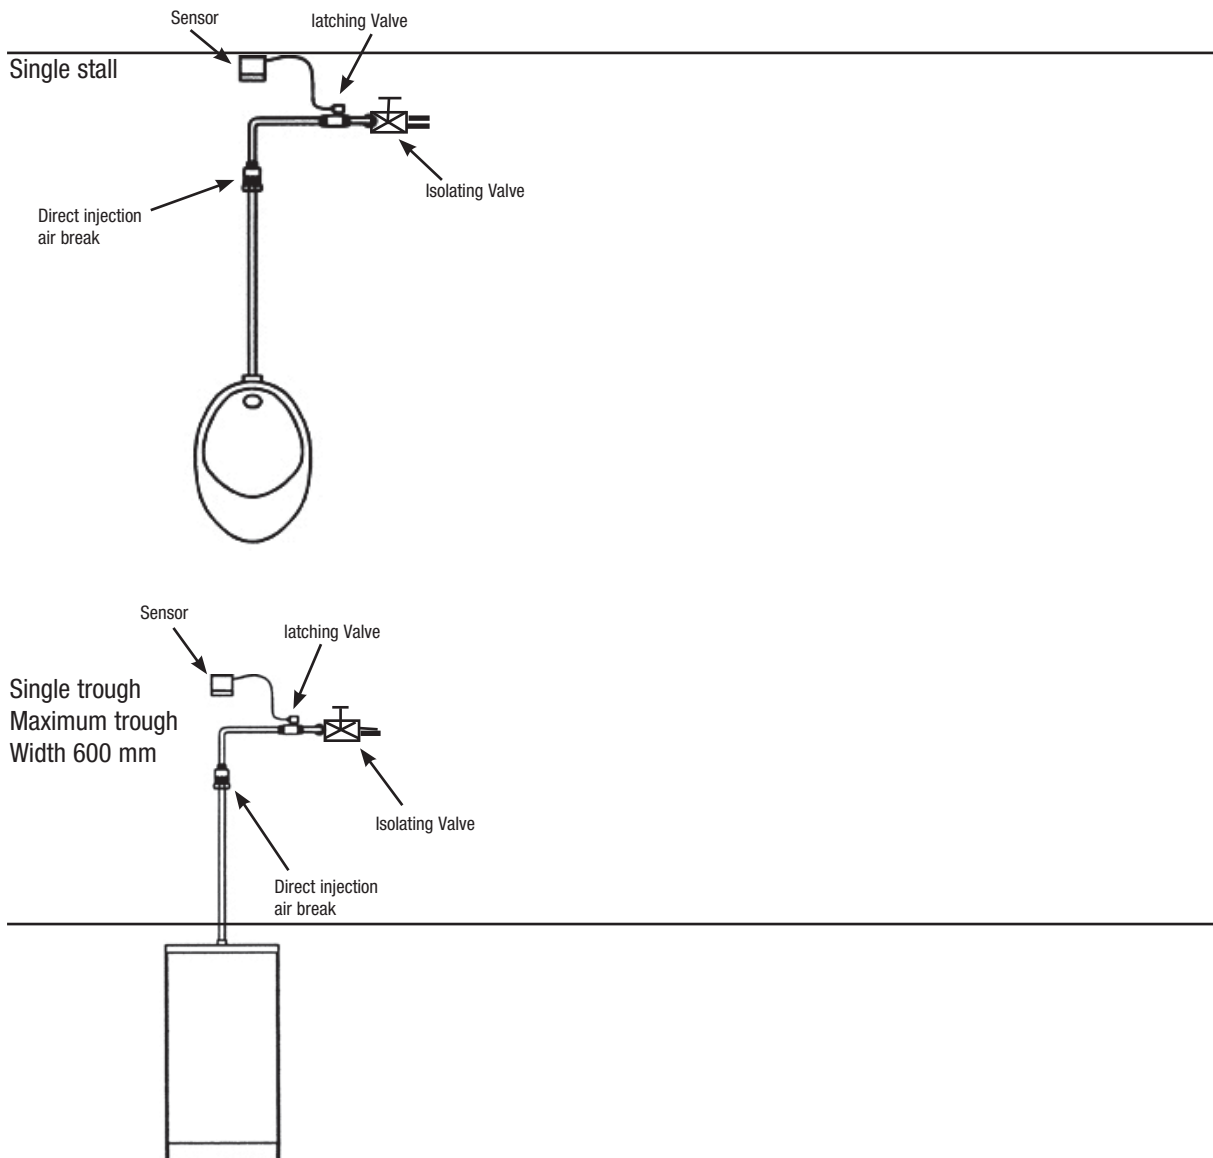 Sensor
latching Valve
Single stall
Isolating Valve
Direct injection
air break
Sensor
latching Valve
Single trough
Maximum trough
Width 600 mm
Isolating Valve
Direct injection
air break